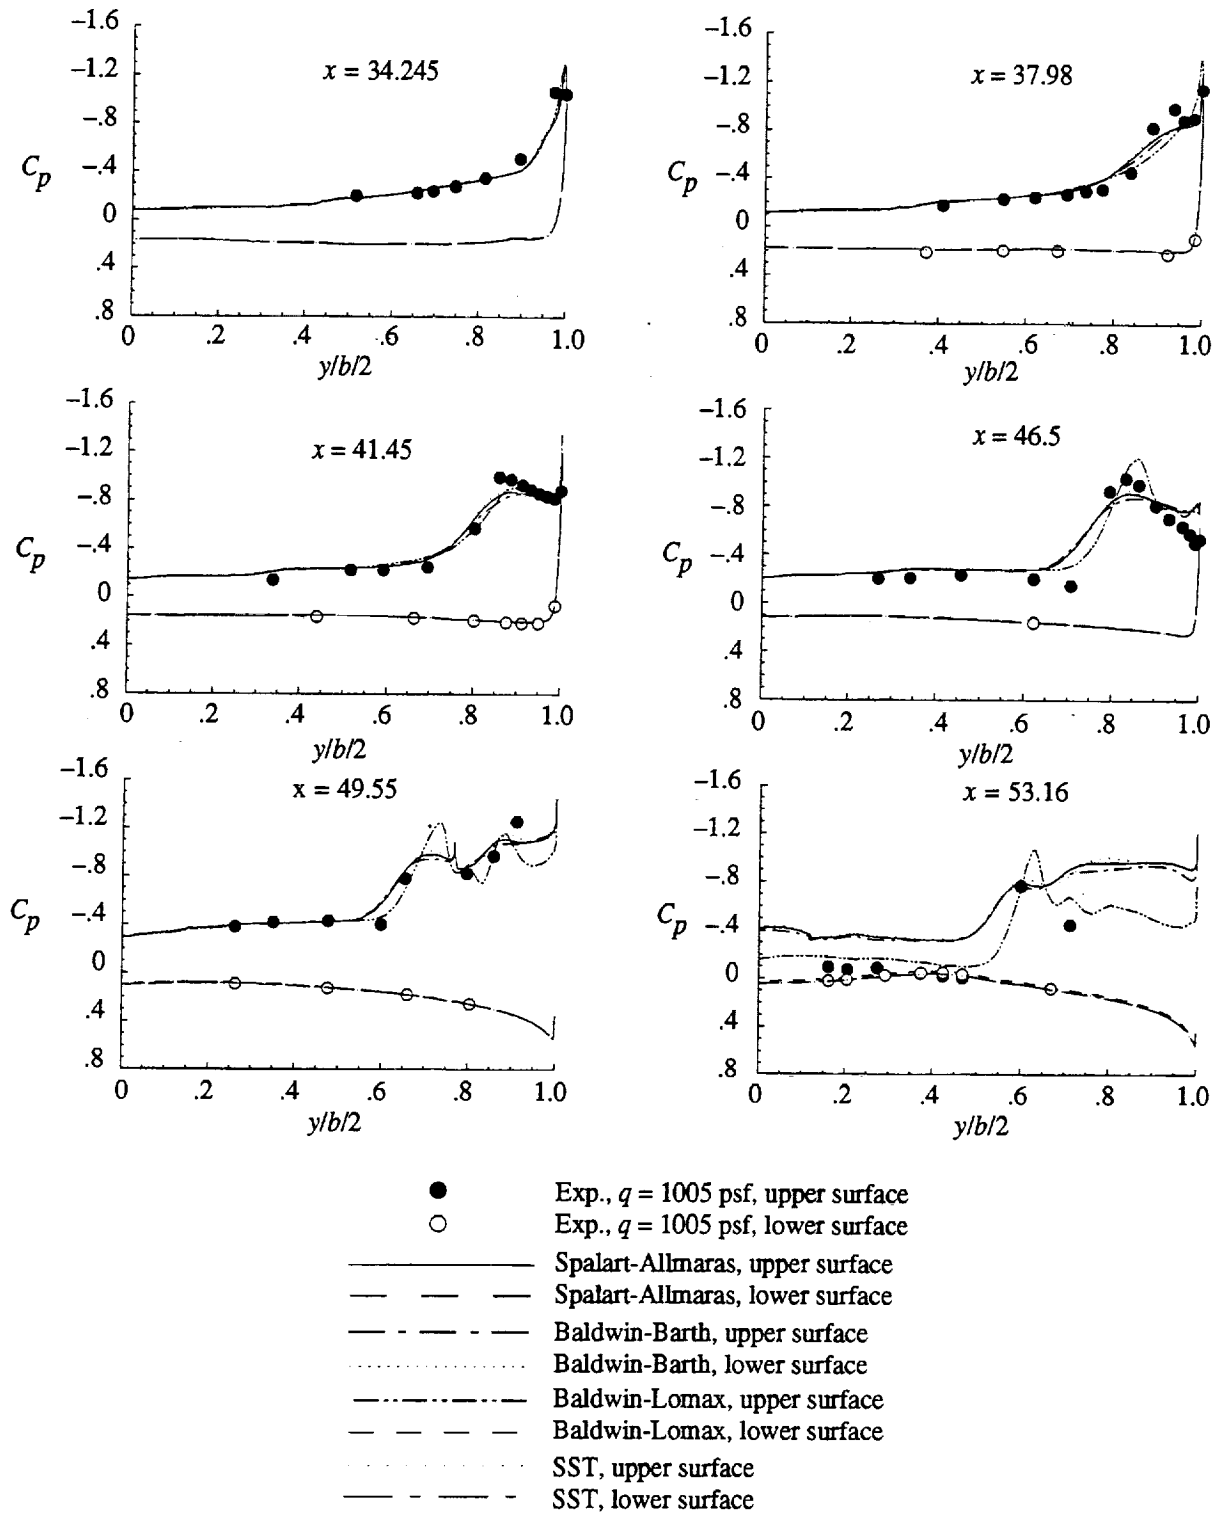 x = 34.245
−1.6
−1.2
−.8
−.4
0
.4
.8
Cp
0 .2 .4 .6 .8 1.0
y/b/2
x = 37.98
−1.6
−1.2
−.8
−.4
0
.4
.8
Cp
0 .2 .4 .6 .8 1.0
y/b/2
x = 41.45
−1.6
−1.2
−.8
−.4
0
.4
.8
Cp
0 .2 .4 .6 .8 1.0
y/b/2
x = 46.5
−1.6
−1.2
−.8
−.4
0
.4
.8
Cp
0 .2 .4 .6 .8 1.0
y/b/2
x = 49.55
−1.6
−1.2
−.8
−.4
0
.4
.8
Cp
0 .2 .4 .6 .8 1.0
y/b/2
x = 53.16
−1.6
−1.2
−.8
−.4
0
.4
.8
Cp
0 .2 .4 .6 .8 1.0
y/b/2
Exp., q = 1005 psf, upper surface
Exp., q = 1005 psf, lower surface
Spalart-Allmaras, upper surface
Spalart-Allmaras, lower surface
Baldwin-Barth, upper surface
Baldwin-Barth, lower surface
Baldwin-Lomax, upper surface
Baldwin-Lomax, lower surface
SST, upper surface
SST, lower surface